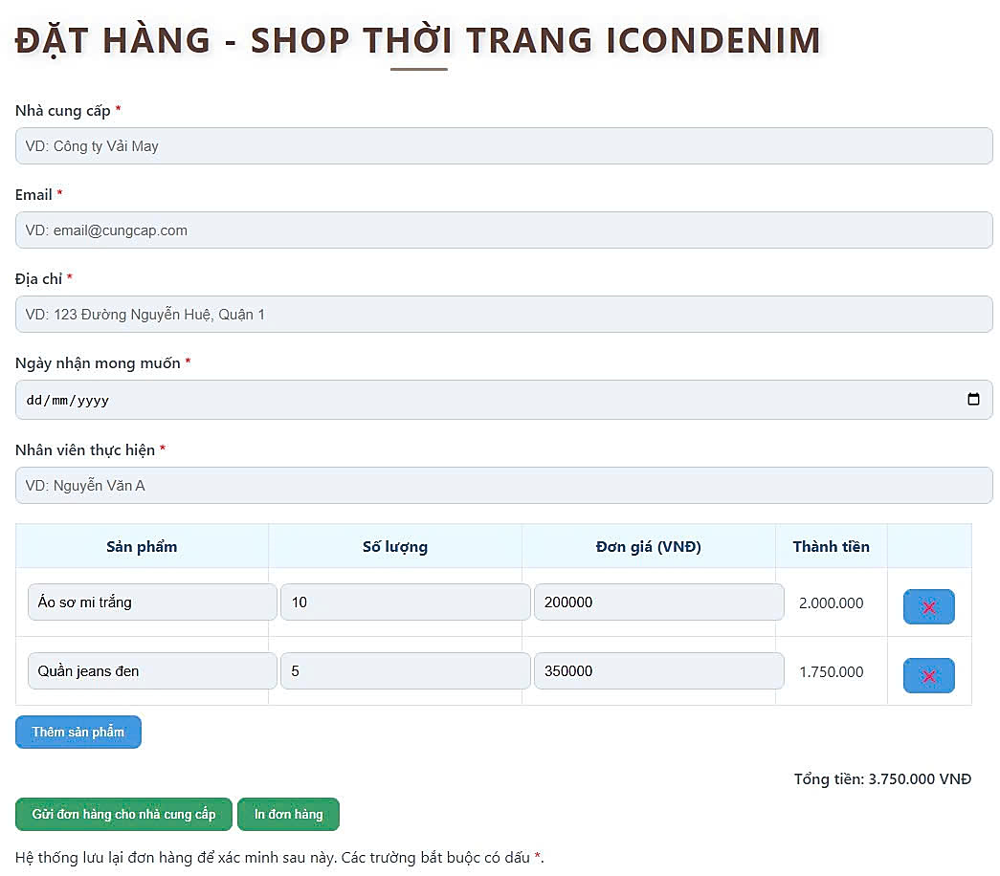 ĐẶT HÀNG - SHOP THỜI TRANG ICONDENIM
Nhà cung cấp *
VD: Công ty Vải May
Email *
VD: email@cungcap.com
Địa chỉ *
VD: 123 Đường Nguyễn Huệ, Quận 1
Ngày nhận mong muốn *
dd/mm/yyyy
Nhân viên thực hiện *
VD: Nguyễn Văn A
Sản phẩm Số lượng Đơn giá (VNĐ) Thành tiền
Áo sơ mi trắng 10 200000 2.000.000
Quần jeans đen 5 350000 1.750.000
Thêm sản phẩm
Tổng tiền: 3.750.000 VNĐ
Gửi đơn hàng cho nhà cung cấp In đơn hàng
Hệ thống lưu lại đơn hàng để xác minh sau này. Các trường bắt buộc có dấu *.